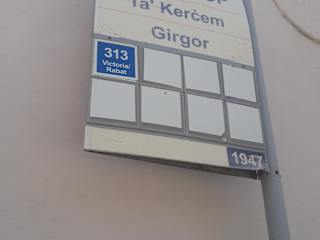 Ta' Kerċem
Girgor
313
Victoria/
Rabat
1947